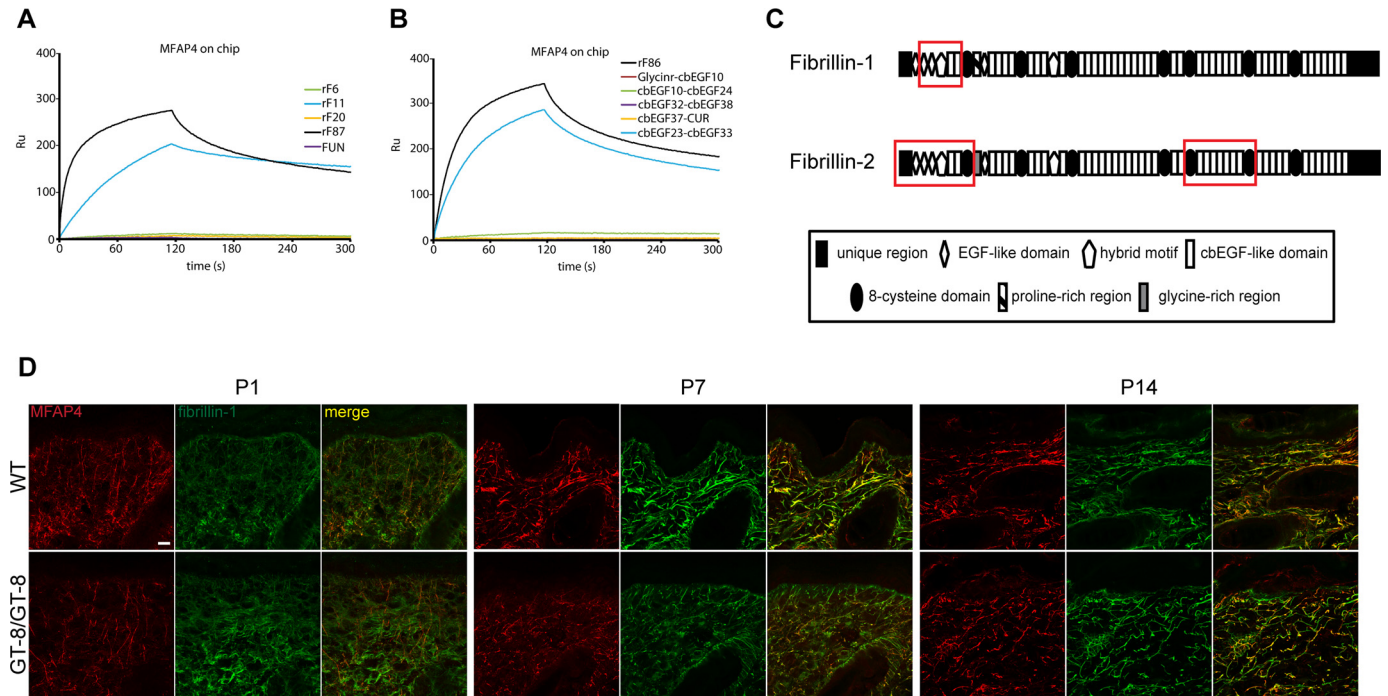 A
MFAP4 on chip
400
300
200
100
0
Ru
0 60 120 180 240 300
time (s)
rF6
rF11
rF20
rF87
FUN
B
MFAP4 on chip
400
300
200
100
0
Ru
0 60 120 180 240 300
time (s)
rF86
Glycinr-cbEGF10
cbEGF10-cbEGF24
cbEGF32-cbEGF38
cbEGF37-CUR
cbEGF23-cbEGF33
C
Fibrillin-1
Fibrillin-2
unique region EGF-like domain hybrid motif cbEGF-like domain
8-cysteine domain proline-rich region glycine-rich region
D
P1 P7 P14
MFAP4 fibrillin-1 merge
WT
GT-8/GT-8